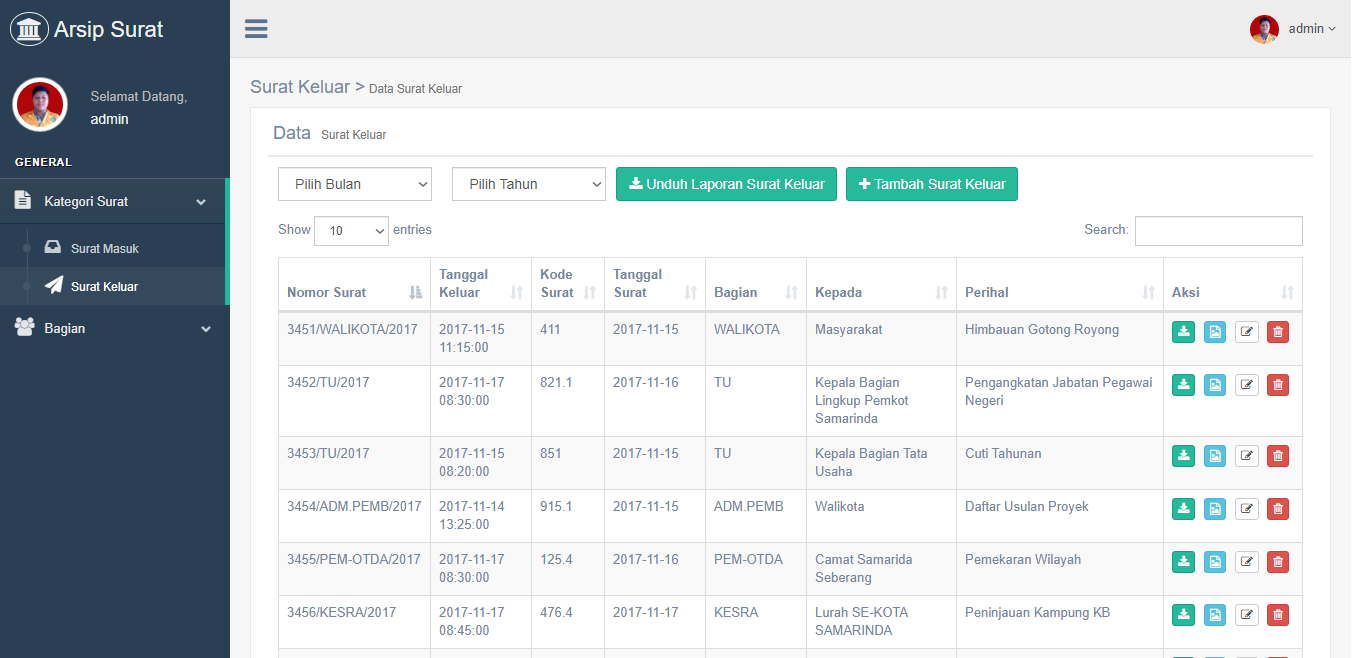 Arsip Surat
admin
Selamat Datang,
admin
GENERAL
Kategori Surat
Surat Masuk
Surat Keluar
Bagian
Surat Keluar > Data Surat Keluar
Data Surat Keluar
Pilih Bulan Pilih Tahun Unduh Laporan Surat Keluar Tambah Surat Keluar
Show 10 entries Search:
Nomor Surat Tanggal Keluar Kode Surat Tanggal Surat Bagian Kepada Perihal Aksi
3451/WALIKOTA/2017 2017-11-15 411 2017-11-15 WALIKOTA Masyarakat Himbauan Gotong Royong
11:15:00
3452/TU/2017 2017-11-17 821.1 2017-11-16 TU Kepala Bagian Pengangkatan Jabatan Pegawai
08:30:00 Lingkup Pemkot Negeri
Samarinda
3453/TU/2017 2017-11-15 851 2017-11-15 TU Kepala Bagian Tata Cuti Tahunan
08:20:00 Usaha
3454/ADM.PEMB/2017 2017-11-14 915.1 2017-11-15 ADM.PEMB Walikota Daftar Usulan Proyek
13:25:00
3455/PEM-OTDA/2017 2017-11-17 125.4 2017-11-16 PEM-OTDA Camat Samarida Pemekaran Wilayah
08:30:00 Seberang
3456/KESRA/2017 2017-11-17 476.4 2017-11-17 KESRA Lurah SE-KOTA Peninjauan Kampung KB
08:45:00 SAMARINDA